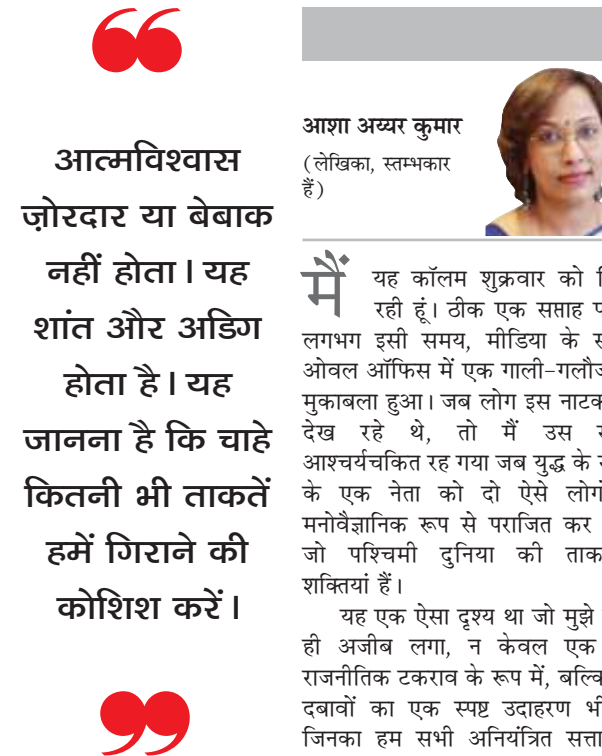 आत्मविश्वास
ज़ोरदार या बेबाक
नहीं होता। यह
शांत और अडिग
होता है। यह
जानना है कि चाहे
कितनी भी ताकतें
हमें गिराने की
कोशिश करें।
आशा अय्यर कुमार
(लेखिका, स्तम्भकार
हैं)
मैं यह कॉलम शुक्रवार को
रही हूं। ठीक एक सप्ताह
लगभग इसी समय, मीडिया के
ओवल ऑफिस में एक गाली-गलौज
मुकाबला हुआ। जब लोग इस नाटक
देख रहे थे, तो मैं उस
आश्चर्यचकित रह गया जब युद्ध के
के एक नेता को दो ऐसे लोगों
मनोवैज्ञानिक रूप से पराजित कर
जो पश्चिमी दुनिया की
शक्तियां हैं।
यह एक ऐसा दृश्य था जो मुझे
ही अजीब लगा, न केवल एक
राजनीतिक टकराव के रूप में,
दबावों का एक स्पष्ट उदाहरण भी
जिनका हम सभी अनियंत्रित सत्ता